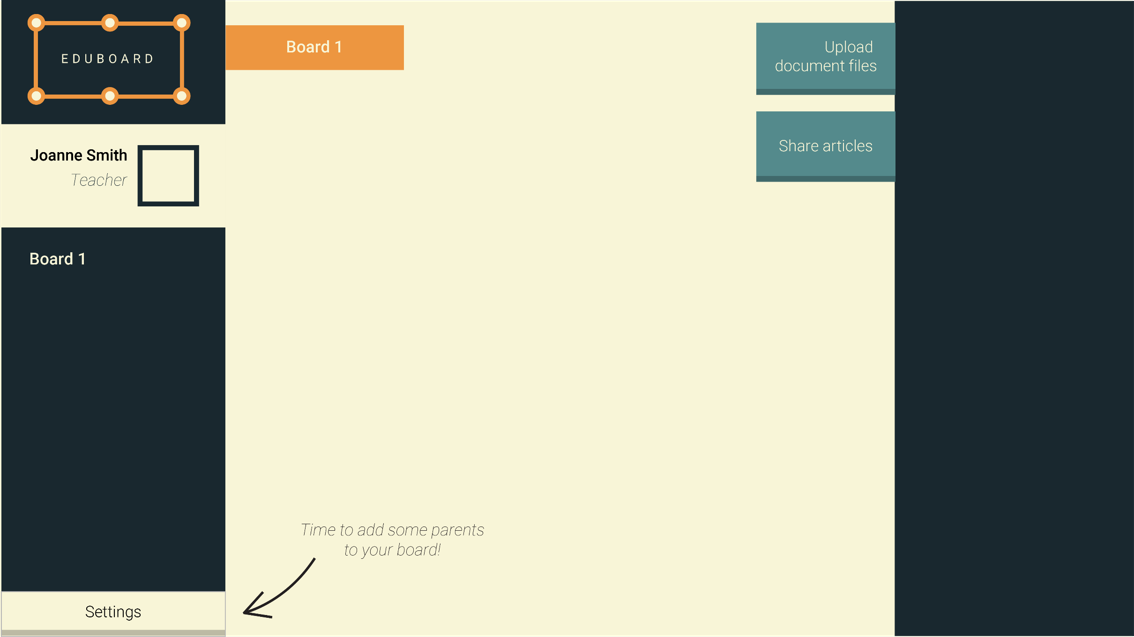 EDUBOARD
Board 1
Upload
document files
Share articles
Joanne Smith
Teacher
Board 1
Time to add some parents
to your board!
Settings